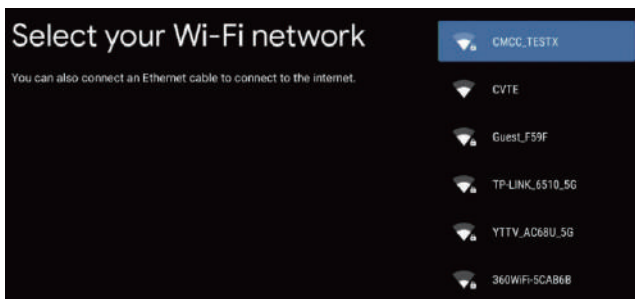 Select your Wi-Fi network
You can also connect an Ethernet cable to connect to the internet.
CMCC_TESTX
CVTE
Guest_F59F
TP-LINK_6510_5G
YTTV_AC68U_5G
360WiFi-5CAB6B